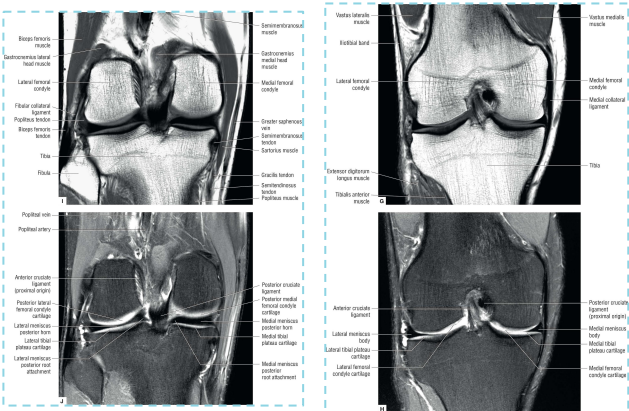 Semimembranosus
muscle
Biceps femoris
muscle
Gastrocnemius lateral
head muscle
Gastrocnemius
medial head
muscle
Lateral femoral
condyle
Medial femoral
condyle
Fibular collateral
ligament
Popliteus tendon
Biceps femoris
tendon
Greater saphenous
vein
Semimembranosus
tendon
Sartorius muscle
Tibia
Fibula
Gracilis tendon
Semitendinosus
tendon
Popliteus muscle
I
Popliteal vein
Popliteal artery
Anterior cruciate
ligament
(proximal origin)
Posterior cruciate
ligament
Posterior lateral
femoral condyle
cartilage
Posterior medial
femoral condyle
cartilage
Lateral meniscus
posterior horn
Medial meniscus
posterior horn
Lateral tibial
plateau cartilage
Medial tibial
plateau cartilage
Lateral meniscus
posterior root
attachment
Medial meniscus
posterior
root attachment
J
Vastus lateralis
muscle
Vastus medialis
muscle
Iliotibial band
Lateral femoral
condyle
Medial femoral
condyle
Medial collateral
ligament
Tibia
Extensor digitorum
longus muscle
Tibialis anterior
muscle
G
Anterior cruciate
ligament
Posterior cruciate
ligament
(proximal origin)
Lateral meniscus
body
Medial meniscus
body
Lateral tibial plateau
cartilage
Medial tibial
plateau cartilage
Lateral femoral
condyle cartilage
Medial femoral
condyle cartilage
H